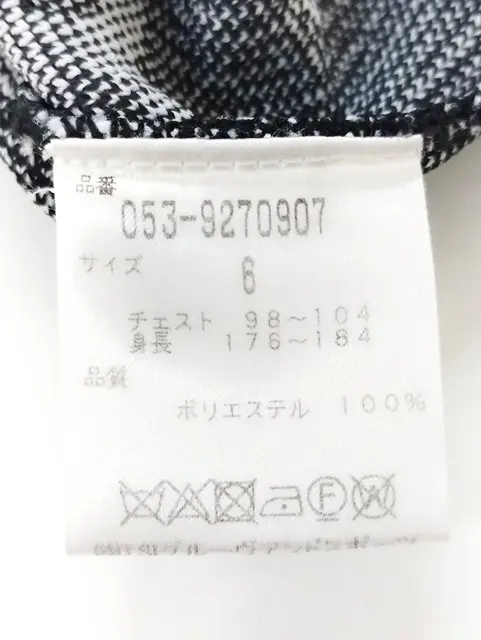 品番
053-9270907
サイズ
6
チェスト 98～104
身長 176～184
品質
ポリエステル 100%